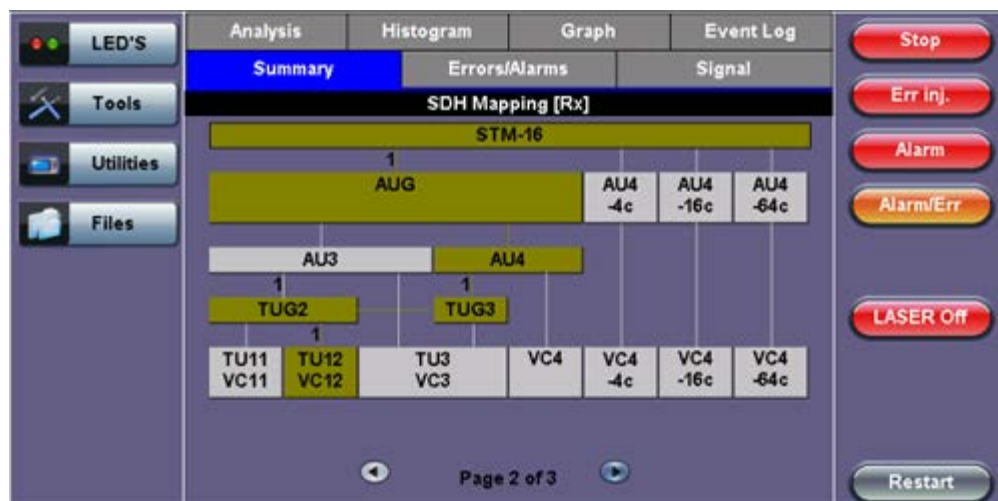 LED'S
Tools
Utilities
Files
Analysis Histogram Graph Event Log
Summary Errors/Alarms Signal
SDH Mapping [Rx]
STM-16
1
AUG AU4 -4c AU4 -16c AU4 -64c
AU3 AU4
1 1
TUG2 TUG3
1
TU11 TU12 TU3 VC4 VC4 VC4 VC4
VC11 VC12 VC3 -4c -16c -64c
Page 2 of 3
Stop
Err inj.
Alarm
Alarm/Err
LASER Off
Restart